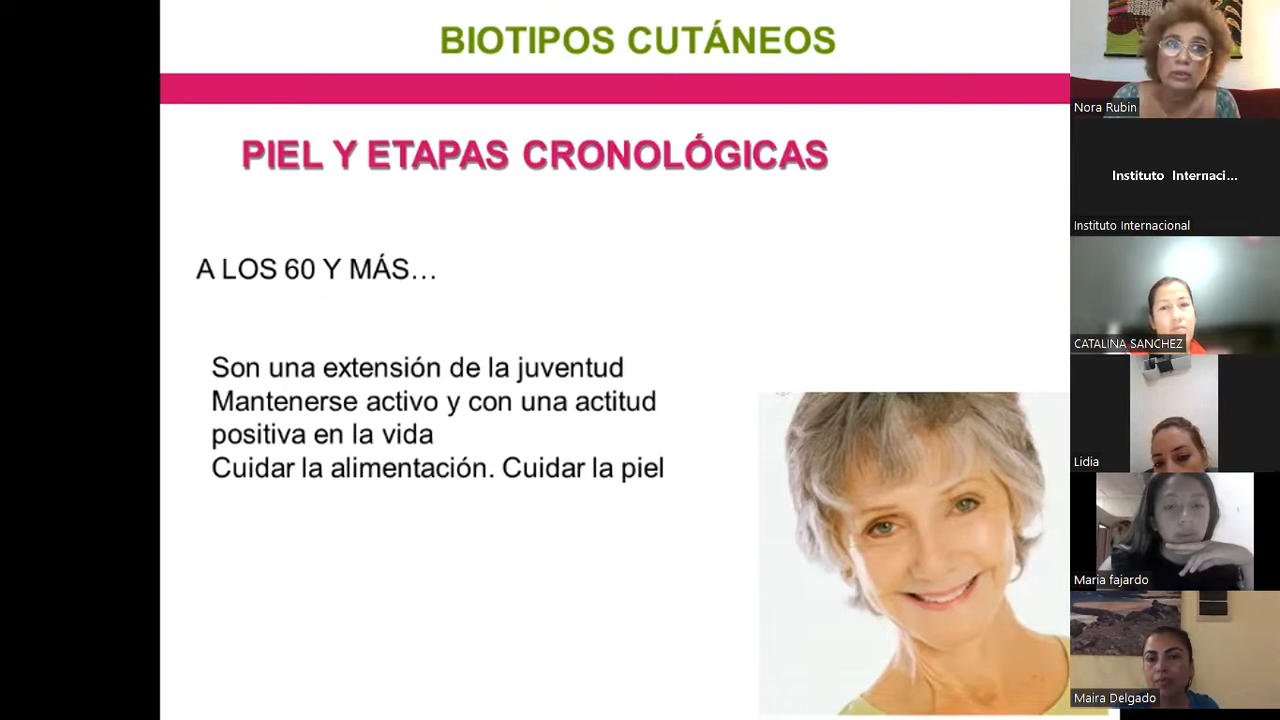 BIOTIPOS CUTÁNEOS
PIEL Y ETAPAS CRONOLÓGICAS
A LOS 60 Y MÁS…
Son una extensión de la juventud
Mantenerse activo y con una actitud
positiva en la vida
Cuidar la alimentación. Cuidar la piel
Nora Rubin
Instituto Internaci...
Instituto Internacional
CATALINA SANCHEZ
Lidia
Maria fajardo
Maira Delgado